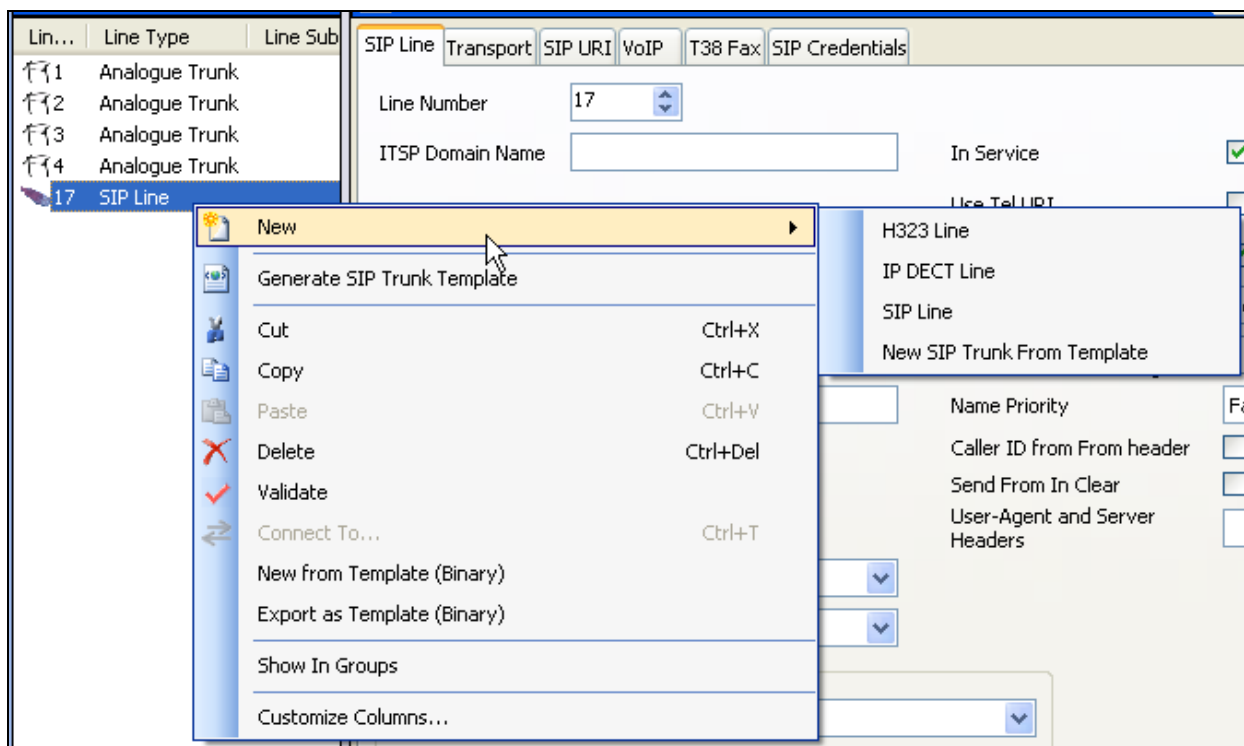 Lin... Line Type Line Sub
1 Analogue Trunk
2 Analogue Trunk
3 Analogue Trunk
4 Analogue Trunk
17 SIP Line
SIP Line Transport SIP URI VoIP T38 Fax SIP Credentials
Line Number 17
ITSP Domain Name In Service
Use Tel URI
New
Generate SIP Trunk Template
Cut Ctrl+X
Copy Ctrl+C
Paste Ctrl+V
Delete Ctrl+Del
Validate
Connect To... Ctrl+T
New from Template (Binary)
Export as Template (Binary)
Show In Groups
Customize Columns...
H323 Line
IP DECT Line
SIP Line
New SIP Trunk From Template
Name Priority
Caller ID from From header
Send From In Clear
User-Agent and Server
Headers